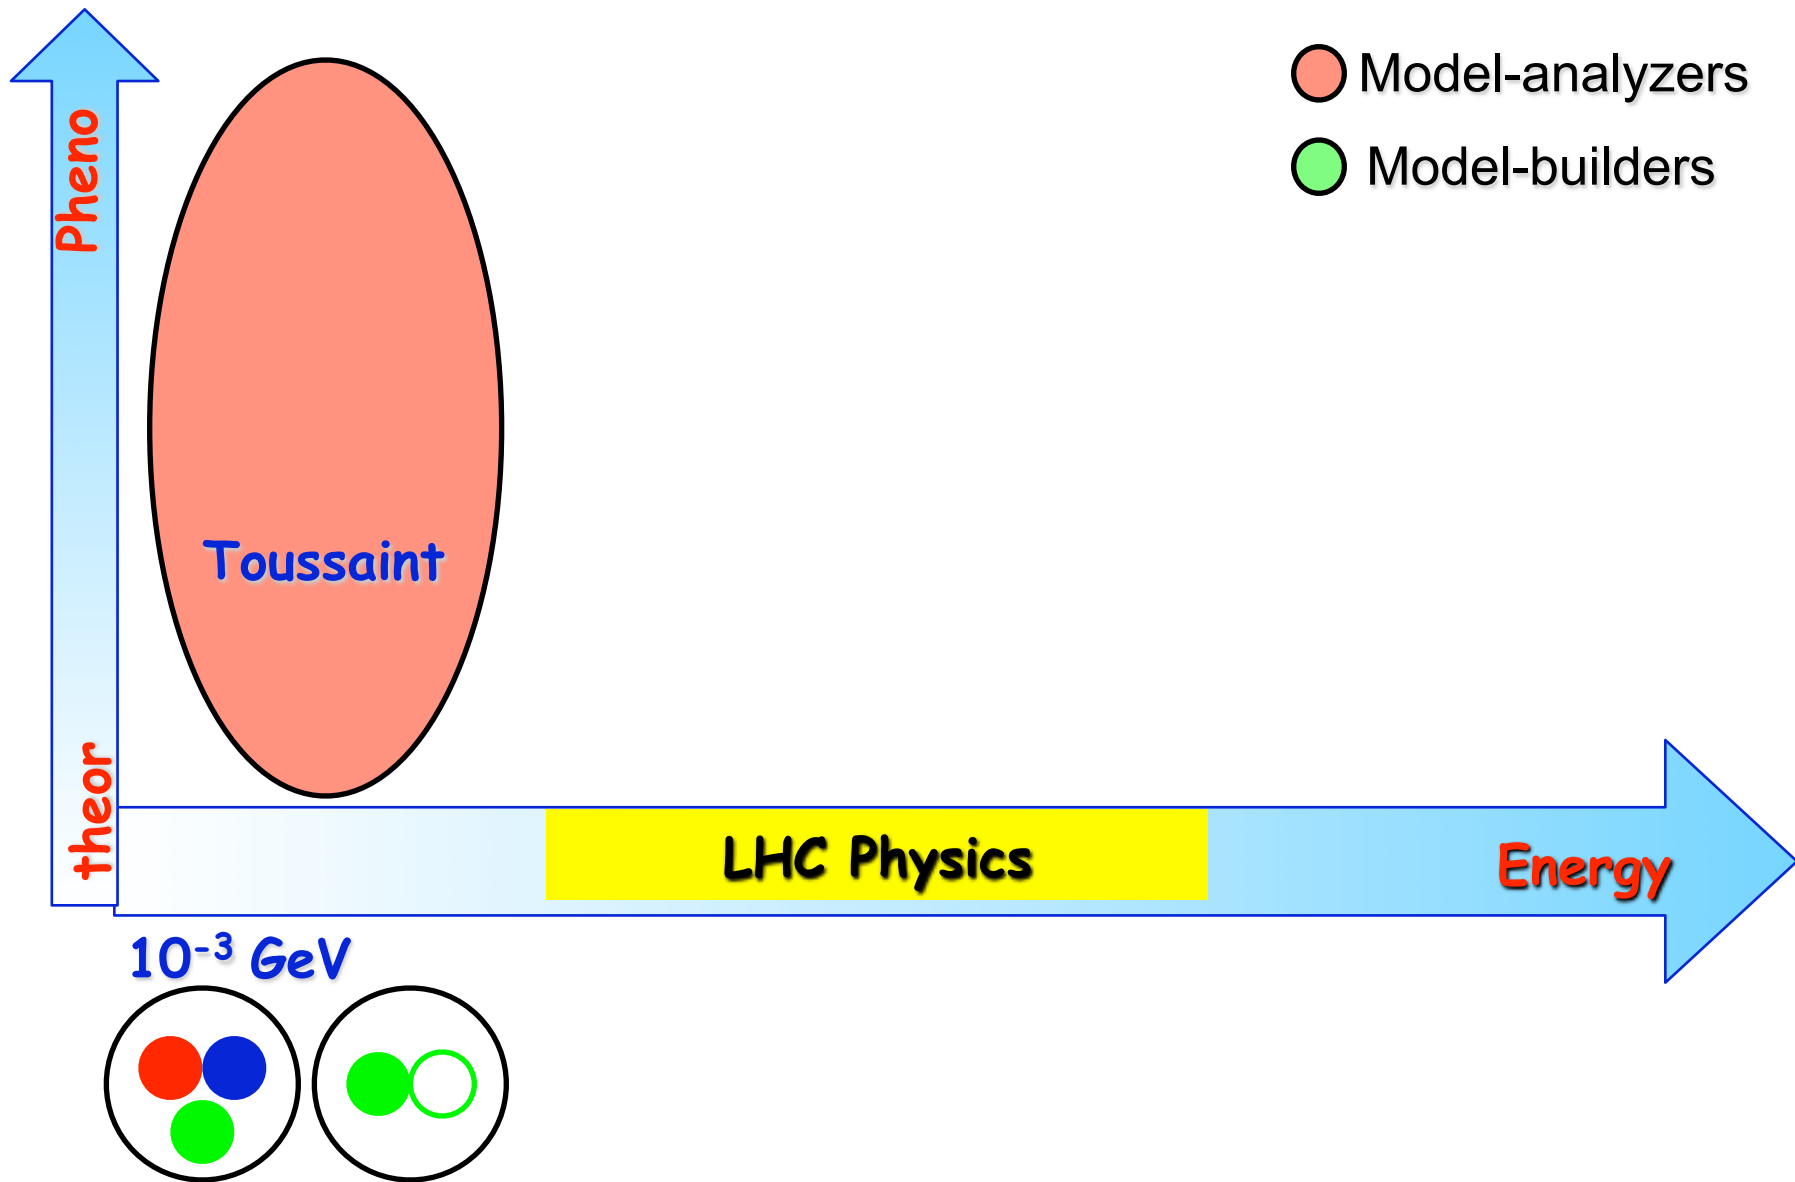 Model-analyzers
Model-builders
Pheno
Toussaint
theor
LHC Physics
Energy
10⁻³ GeV